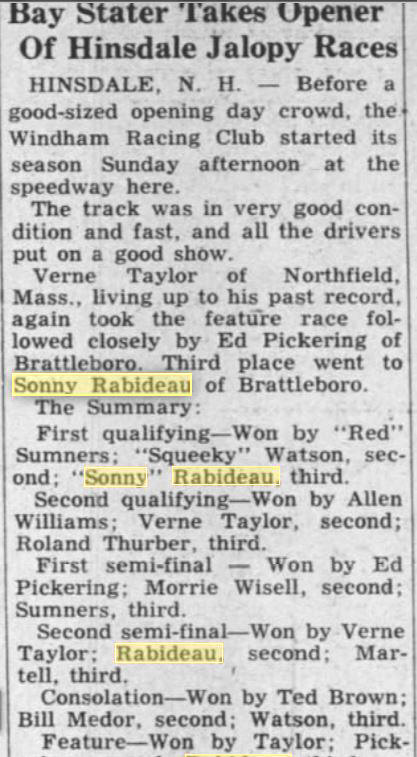 Bay Stater Takes Opener
Of Hinsdale Jalopy Races
HINSDALE, N. H. — Before a
good-sized opening day crowd, the
Windham Racing Club started its
season Sunday afternoon at the
speedway here.
The track was in very good con-
dition and fast, and all the drivers
put on a good show.
Verne Taylor of Northfield,
Mass., living up to his past record,
again took the feature race fol-
lowed closely by Ed Pickering of
Brattleboro. Third place went to
Sonny Rabideau of Brattleboro.
The Summary:
First qualifying—Won by "Red"
Sumners; "Squeeky" Watson, sec-
ond; "Sonny" Rabideau, third.
Second qualifying—Won by Allen
Williams; Verne Taylor, second;
Roland Thurber, third.
First semi-final — Won by Ed
Pickering; Morrie Wisell, second;
Sumners, third.
Second semi-final—Won by Verne
Taylor; Rabideau, second; Mar-
tell, third.
Consolation—Won by Ted Brown;
Bill Medor, second; Watson, third.
Feature—Won by Taylor; Pick-